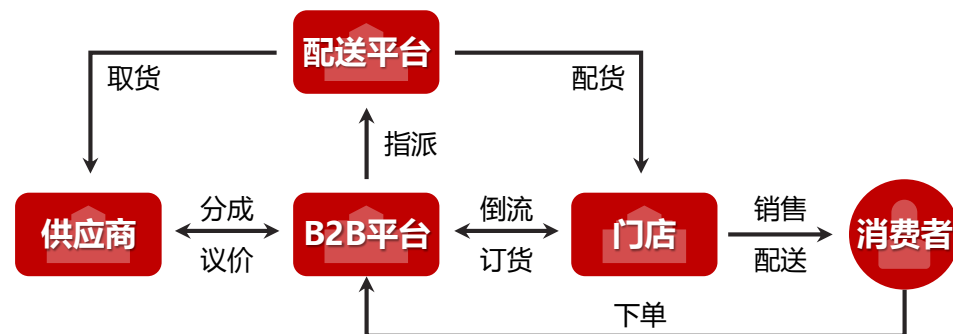 配送平台
取货
配货
指派
供应商
分成
议价
B2B平台
倒流
订货
门店
销售
配送
消费者
下单